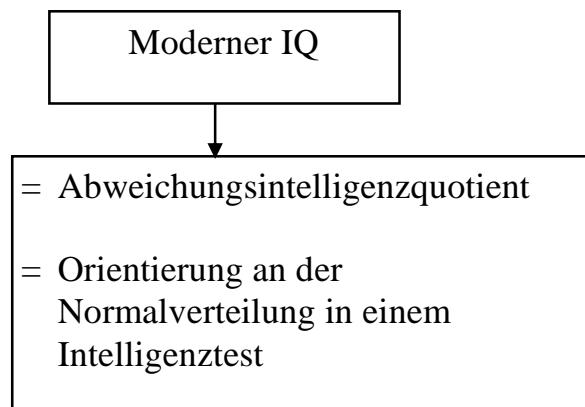 Moderner IQ
= Abweichungsintelligenzquotient
= Orientierung an der
Normalverteilung in einem
Intelligenztest